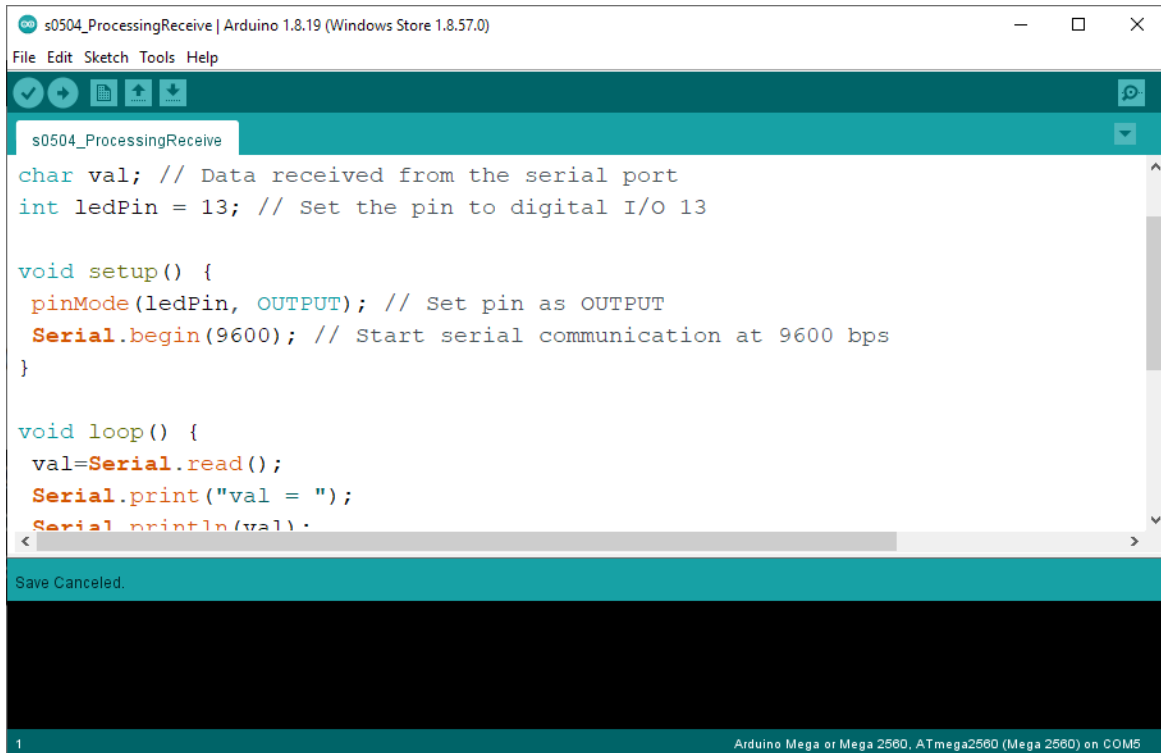 s0504_ProcessingReceive | Arduino 1.8.19 (Windows Store 1.8.57.0)
File Edit Sketch Tools Help
s0504_ProcessingReceive
char val; // Data received from the serial port
int ledPin = 13; // Set the pin to digital I/O 13
void setup() {
pinMode(ledPin, OUTPUT); // Set pin as OUTPUT
Serial.begin(9600); // Start serial communication at 9600 bps
}
void loop() {
val=Serial.read();
Serial.print("val = ");
Serial.println(val);
Save Canceled.
1
Arduino Mega or Mega 2560, ATmega2560 (Mega 2560) on COM5